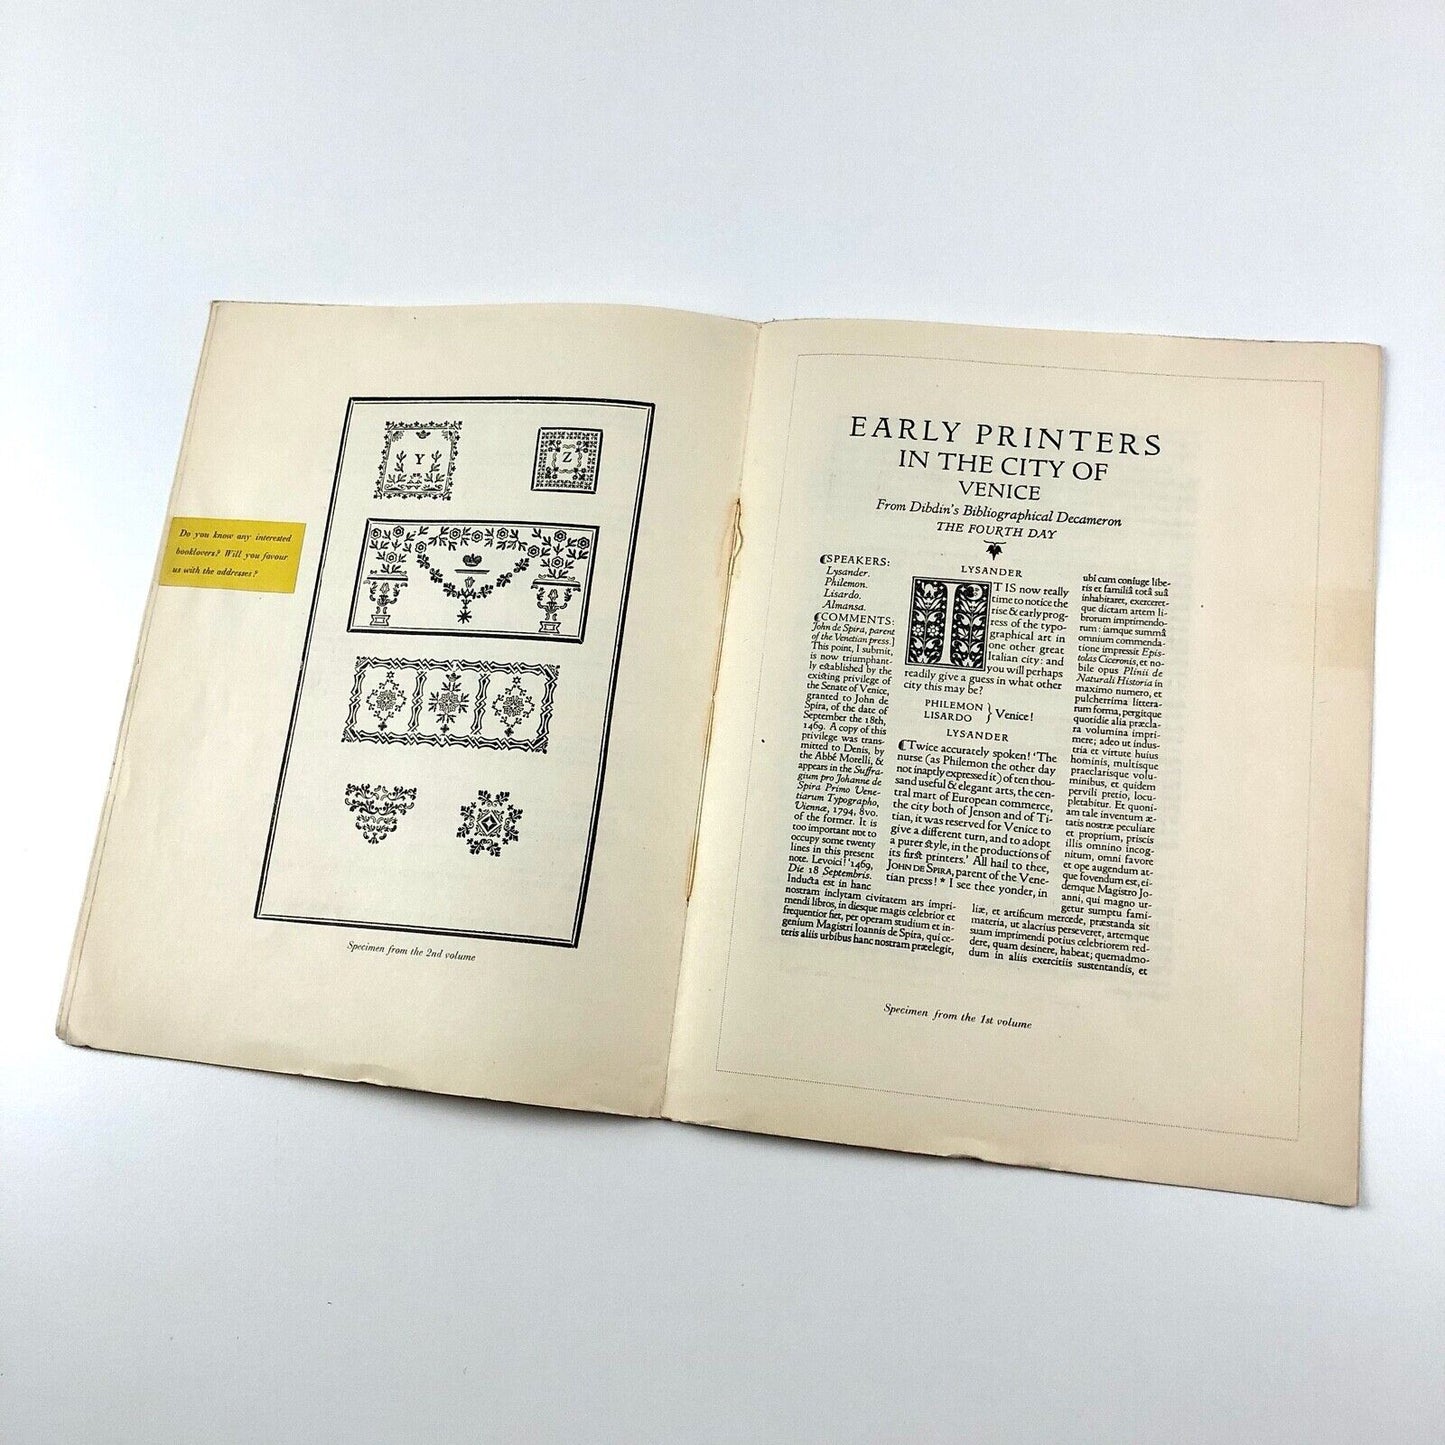 Do you know any interested
booklovers? Will you favour
us with the addresses?
Y
Z
Specimen from the 2nd volume
EARLY PRINTERS
IN THE CITY OF
VENICE
From Dibdin's Bibliographical Decameron
THE FOURTH DAY
SPEAKERS:
Lysander.
Philemon.
Lisardo.
Almansa.
COMMENTS:
John de Spira, parent
of the Venetian press.]
This point, I submit,
is now triumphant-
ly established by the
existing privilege of
the Senate of Venice,
granted to John de
Spira, of the date of
September the 18th,
1469. A copy of this
privilege was trans-
mitted to Denis, by
the Abbé Morelli, &
appears in the Suffra-
gium pro Johanne de
Spira Primo Vene-
tiarum Typographo,
Viennæ, 1794, 8vo.
of the former. It is
too important not to
occupy some twenty
lines in this present
note. Levoici! '1469,
Die 18 Septembris.
Inducta est in hanc
nostram inclytam civitatem ars impri-
mendi libros, in diesque magis celebrior et
frequentior fiet, per operam studium et in-
genium Magistri Ioannis de Spira, qui ce-
teris aliis urbibus hanc nostram præelegit,
LYSANDER
IT IS now really
time to notice the
rise & early prog-
ress of the typo-
graphical art in
one other great
Italian city: and
you will perhaps
readily give a guess in what other
city this may be?
PHILEMON
LISARDO } Venice!
LYSANDER
Twice accurately spoken! 'The
nurse (as Philemon the other day
not inaptly expressed it) of ten thou-
sand useful & elegant arts, the cen-
tral mart of European commerce,
the city both of Jenson and of Ti-
tian, it was reserved for Venice to
give a different turn, and to adopt
a purer style, in the productions of
its first printers.' All hail to thee,
JOHN DE SPIRA, parent of the Vene-
tian press! * I see thee yonder, in
ubi cum coniuge libe-
ris et familiâ totâ suâ
inhabitaret, exerceret-
que dictam artem li-
brorum imprimendo-
rum: iamque summâ
omnium commenda-
tione impressit Epis-
tolas Ciceronis, et no-
bile opus Plinii de
Naturali Historia in
maximo numero, et
pulcherrima littera-
rum forma, pergitque
quotidie alia præcla-
ra volumina impri-
mere; adeo ut indus-
tria et virtute huius
hominis, multisque
praeclarisque volu-
minibus, et quidem
pervili pretio, locu-
pletabitur. Et quoni-
am tale inventum æ-
tatis nostræ peculiare
et proprium, priscis
illis omnino incog-
nitum, omni favore
et ope augendum at-
que fovendum est, ei-
demque Magistro Jo-
anni, qui magno ur-
getur sumptu fami-
liæ, et artificum mercede, præstanda sit
materia, ut alacrius perseveret, artemque
suam imprimendi potius celebriorem red-
dere, quam desinere, habeat; quemadmo-
dum in aliis exercitiis sustentandis, et
Specimen from the 1st volume